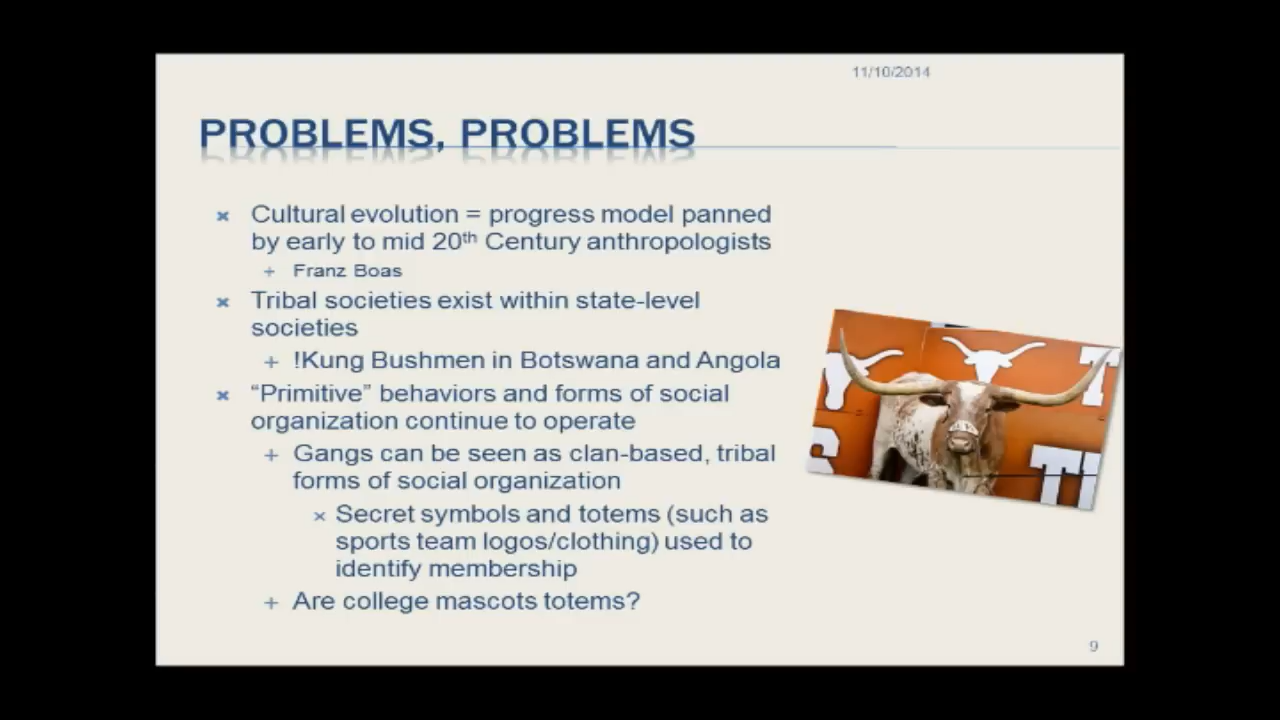 11/10/2014
PROBLEMS, PROBLEMS
Cultural evolution = progress model panned
by early to mid 20th Century anthropologists
Franz Boas
Tribal societies exist within state-level
societies
!Kung Bushmen in Botswana and Angola
“Primitive” behaviors and forms of social
organization continue to operate
Gangs can be seen as clan-based, tribal
forms of social organization
Secret symbols and totems (such as
sports team logos/clothing) used to
identify membership
Are college mascots totems?
9